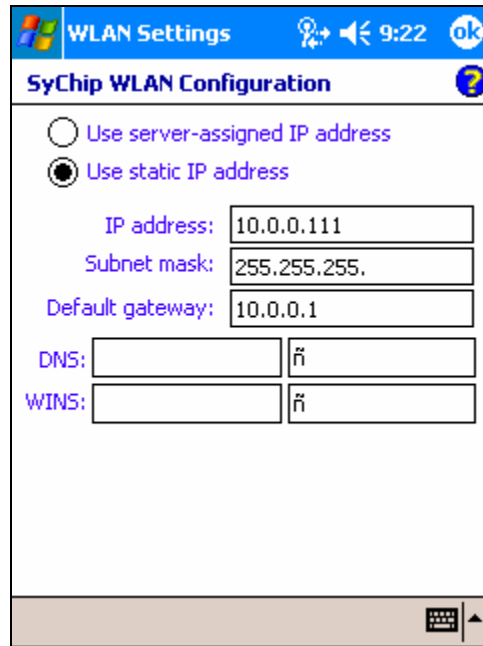 WLAN Settings 9:22 ok
SyChip WLAN Configuration ?
Use server-assigned IP address
Use static IP address
IP address: 10.0.0.111
Subnet mask: 255.255.255.
Default gateway: 10.0.0.1
DNS: ñ
WINS: ñ